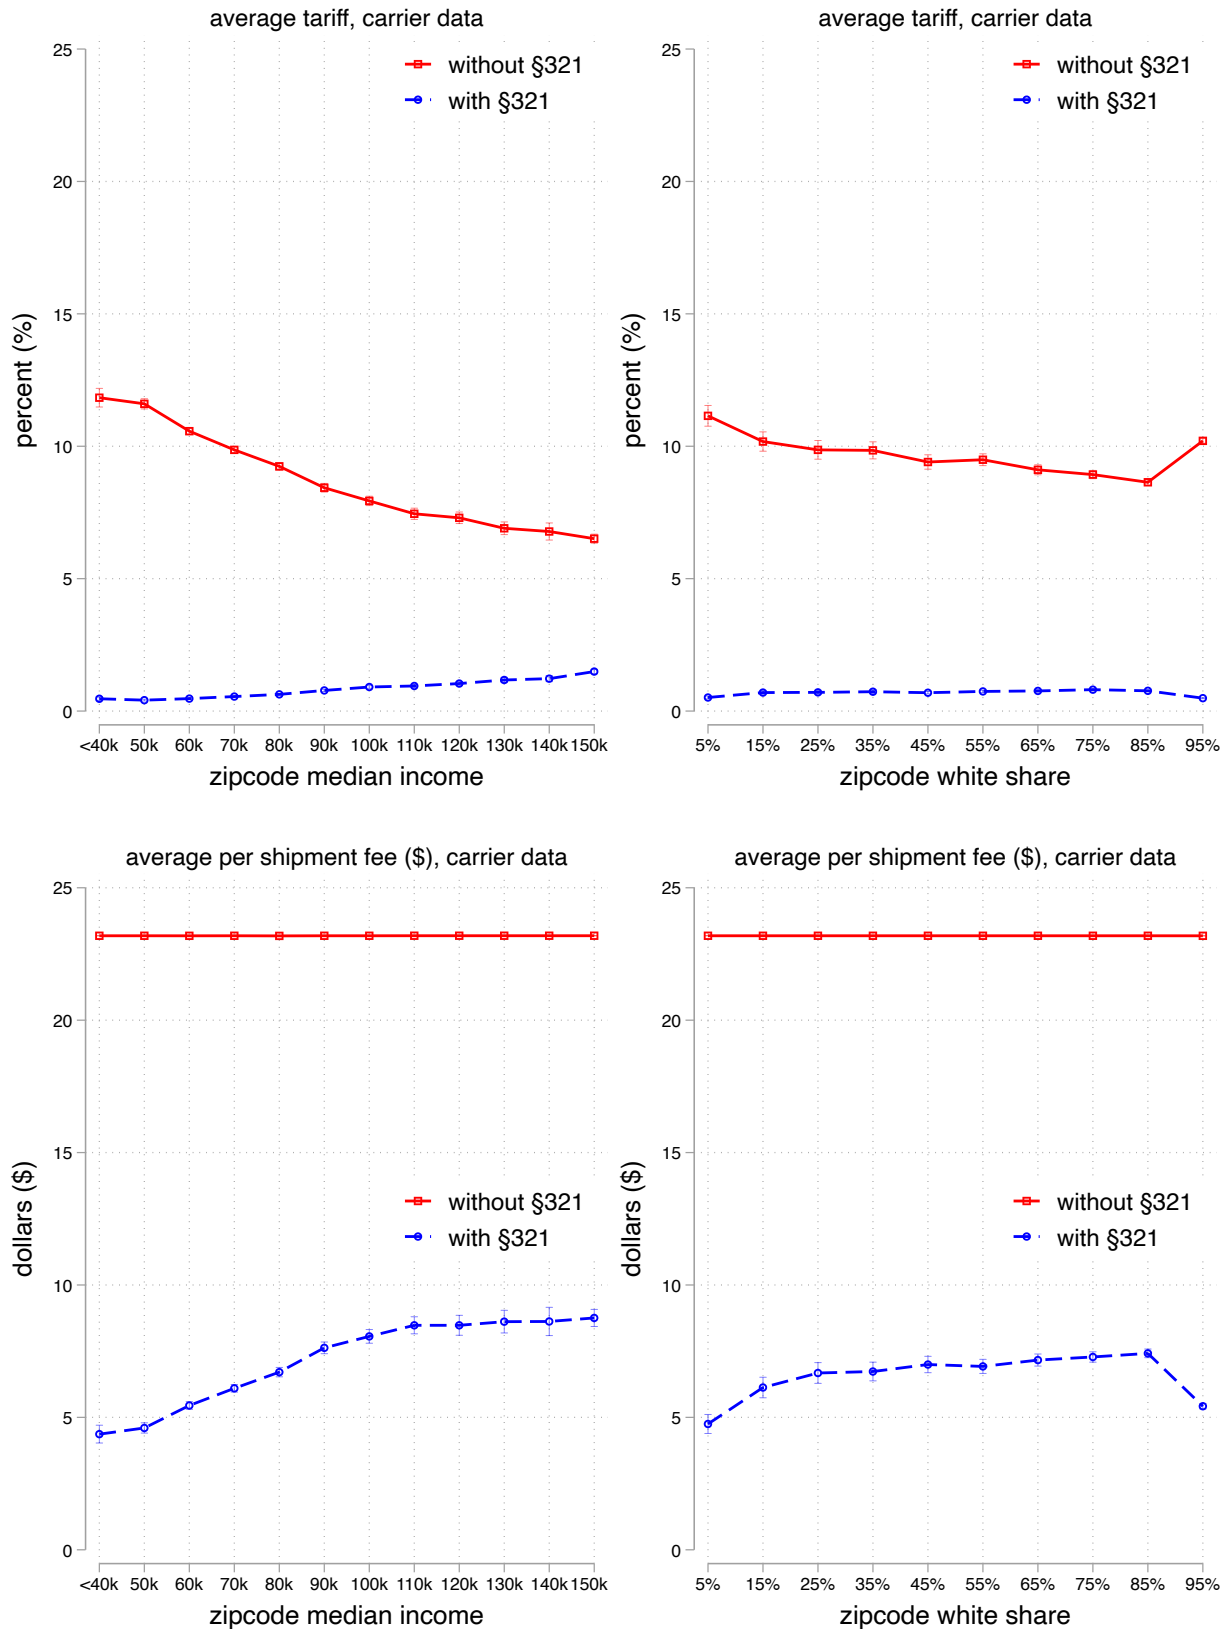 average tariff, carrier data
25
20
15
10
5
0
percent (%)
without §321
with §321
<40k 50k 60k 70k 80k 90k 100k 110k 120k 130k 140k 150k
zipcode median income
average tariff, carrier data
25
20
15
10
5
0
percent (%)
without §321
with §321
5% 15% 25% 35% 45% 55% 65% 75% 85% 95%
zipcode white share
average per shipment fee ($), carrier data
25
20
15
10
5
0
dollars ($)
without §321
with §321
<40k 50k 60k 70k 80k 90k 100k 110k 120k 130k 140k 150k
zipcode median income
average per shipment fee ($), carrier data
25
20
15
10
5
0
dollars ($)
without §321
with §321
5% 15% 25% 35% 45% 55% 65% 75% 85% 95%
zipcode white share